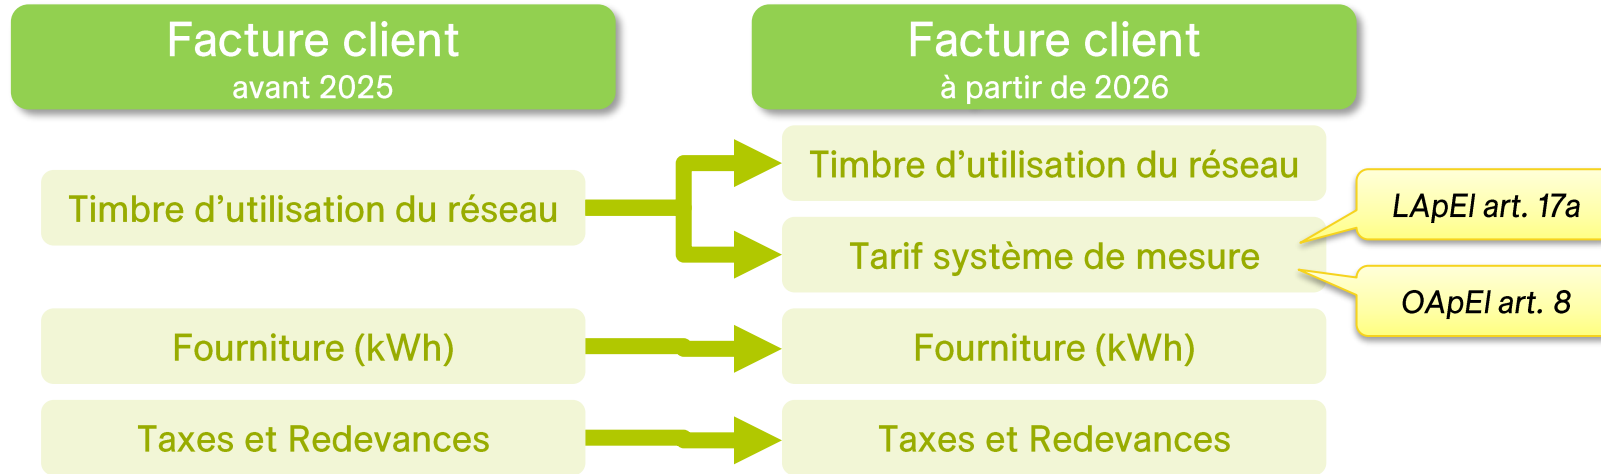 Facture client
avant 2025
Facture client
à partir de 2026
Timbre d’utilisation du réseau
Timbre d’utilisation du réseau
Tarif système de mesure
LApEl art. 17a
OApEl art. 8
Fourniture (kWh)
Fourniture (kWh)
Taxes et Redevances
Taxes et Redevances